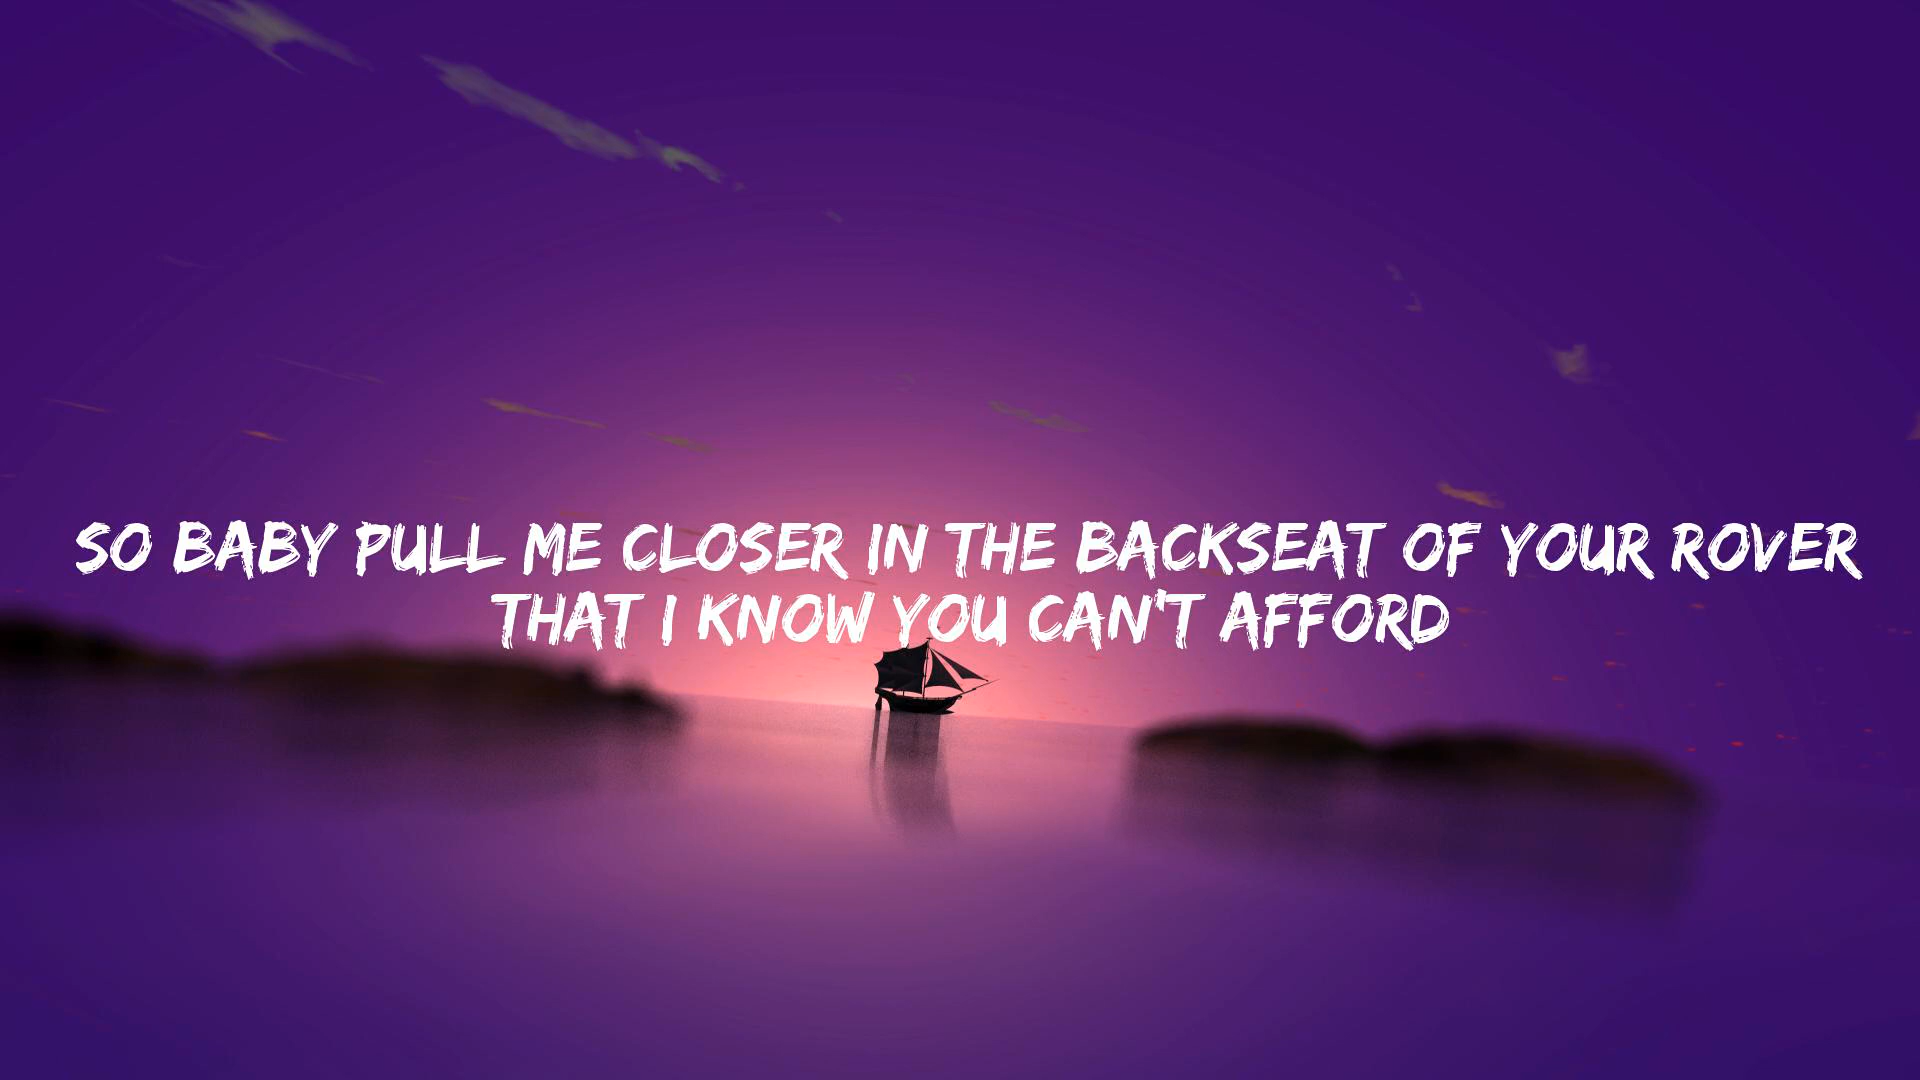 SO BABY PULL ME CLOSER IN THE BACKSEAT OF YOUR ROVER
THAT I KNOW YOU CAN'T AFFORD